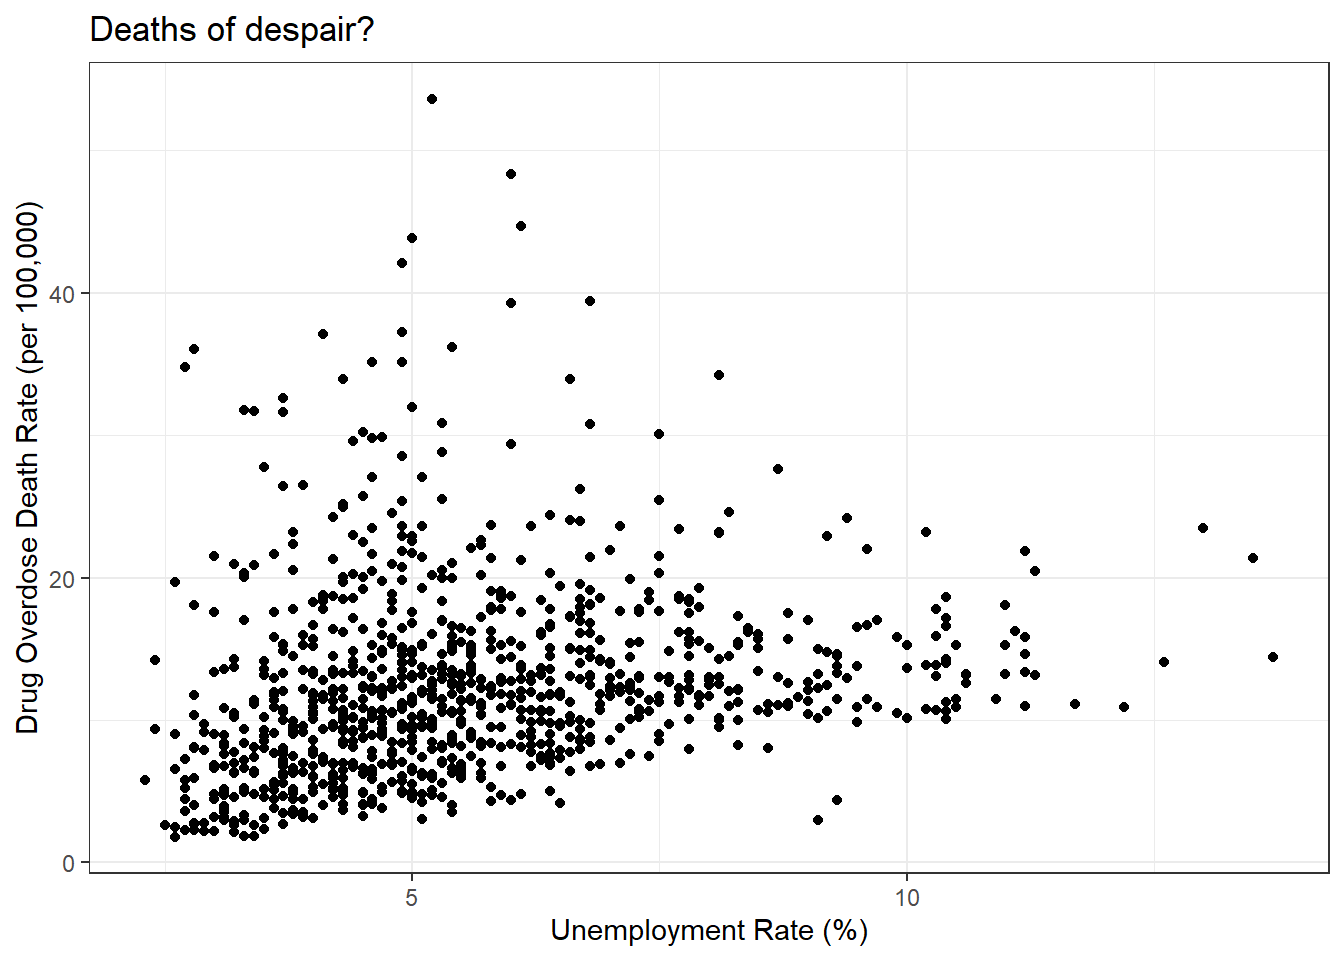 Deaths of despair?
Drug Overdose Death Rate (per 100,000)
40
20
0
5
10
Unemployment Rate (%)